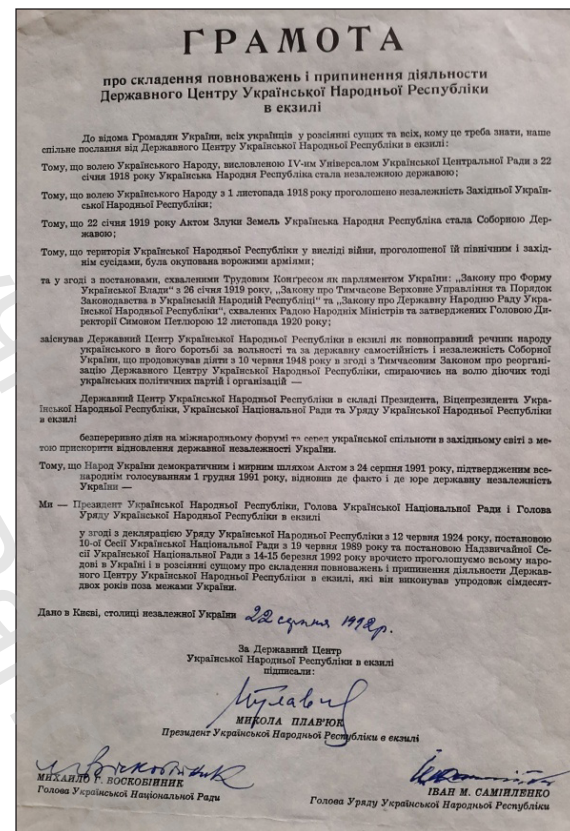 ГРАМОТА
про складення повноважень і припинення діяльности
Державного Центру Української Народньої Республіки
в екзилі
До відома Громадян України, всіх українців у розсіянні сущих та всіх, кому це треба знати, наше
спільне послання від Державного Центру Української Народньої Республіки в екзилі:
Тому, що волею Українського Народу, висловленою IV-им Універсалом Української Центральної Ради з 22
січня 1918 року Українська Народня Республіка стала незалежною державою;
Тому, що волею Українського Народу з 1 листопада 1918 року проголошено незалежність Західньої Україн-
ської Народньої Республіки;
Тому, що 22 січня 1919 року Актом Злуки Земель Українська Народня Республіка стала Соборною Дер-
жавою;
Тому, що територія Української Народньої Республіки у висліді війни, проголошеної їй північним і захід-
нім сусідами, була окупована ворожими арміями;
та у згоді з постановами, схваленими Трудовим Конґресом як парляментом України: „Закону про Форму
Української Влади" з 26 січня 1919 року, „Закону про Тимчасове Верховне Управління та Порядок
Законодавства в Українській Народній Республіці" та „Закону про Державну Народню Раду Укра-
їнської Народньої Республіки", схвалених Радою Народніх Міністрів та затверджених Головою Ди-
ректорії Симоном Петлюрою 12 листопада 1920 року;
заіснував Державний Центр Української Народньої Республіки в екзилі як повноправний речник народу
українського в його боротьбі за вольності та за державну самостійність і незалежність Соборної
України, що продовжував діяти з 10 червня 1948 року в згоді з Тимчасовим Законом про реоргані-
зацію Державного Центру Української Народньої Республіки в екзилі, спираючись на волю діючих тоді
українських політичних партій і організацій —
Державний Центр Української Народньої Республіки в складі Президента, Віцепрезидента Укра-
їнської Народньої Республіки, Української Національної Ради та Уряду Української Народньої Республіки
в екзилі
безперервно діяв на міжнародньому форумі та серед української спільноти в західньому світі з ме-
тою прискорити відновлення державної незалежності України.
Тому, що Народ України демократичним і мирним шляхом Актом з 24 серпня 1991 року, підтвердженим все-
народнім голосуванням 1 грудня 1991 року, відновив де факто і де юре державну незалежність
України —
Ми — Президент Української Народньої Республіки, Голова Української Національної Ради і Голова
Уряду Української Народньої Республіки в екзилі
у згоді з деклярацією Уряду Української Народньої Республіки з 12 червня 1924 року, постановою
10-ої Сесії Української Національної Ради з 19 червня 1989 року та постановою Надзвичайної Се-
сії Української Національної Ради з 14-15 березня 1992 року врочисто проголошуємо всьому наро-
дові в Україні і в розсіянні сущому про складення повноважень і припинення діяльности Держав-
ного Центру Української Народньої Республіки в екзилі, які він виконував упродовж сімдесят-
двох років поза межами України.
Дано в Києві, столиці незалежної України 22 серпня 1992р.
За Державний Центр
Української Народньої Республіки в екзилі
підписали:
МИКОЛА ПЛАВ'ЮК
Президент Української Народньої Республіки в екзилі
МИХАЙЛО Г. ВОСКОБІЙНИК
Голова Української Національної Ради
ІВАН М. САМІЙЛЕНКО
Голова Уряду Української Народньої Республіки